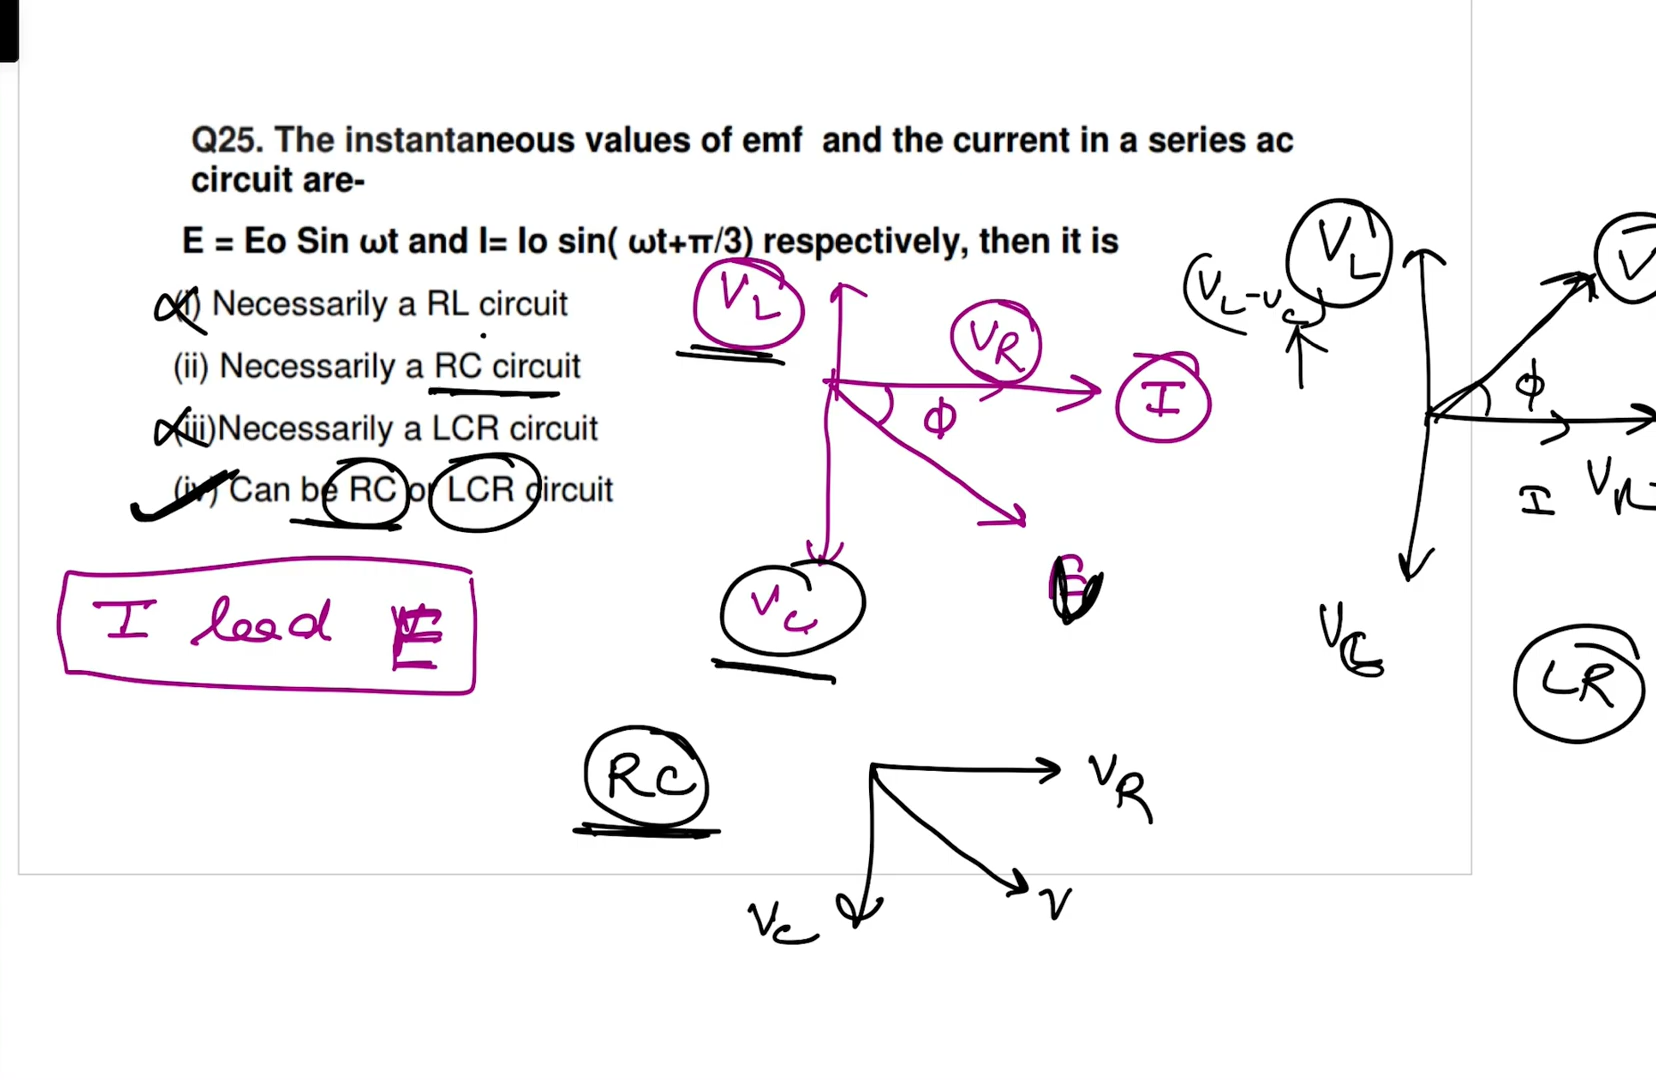 Q25. The instantaneous values of emf and the current in a series ac
circuit are-
E = Eo Sin ωt and I= Io sin( ωt+π/3) respectively, then it is
(i) Necessarily a RL circuit
(ii) Necessarily a RC circuit
(iii)Necessarily a LCR circuit
(iv) Can be RC or LCR circuit
I lead E
VL
VR
I
ϕ
E
VC
(VL-VC)
VL
V
ϕ
I VR
VC
LR
RC
VR
V
VC